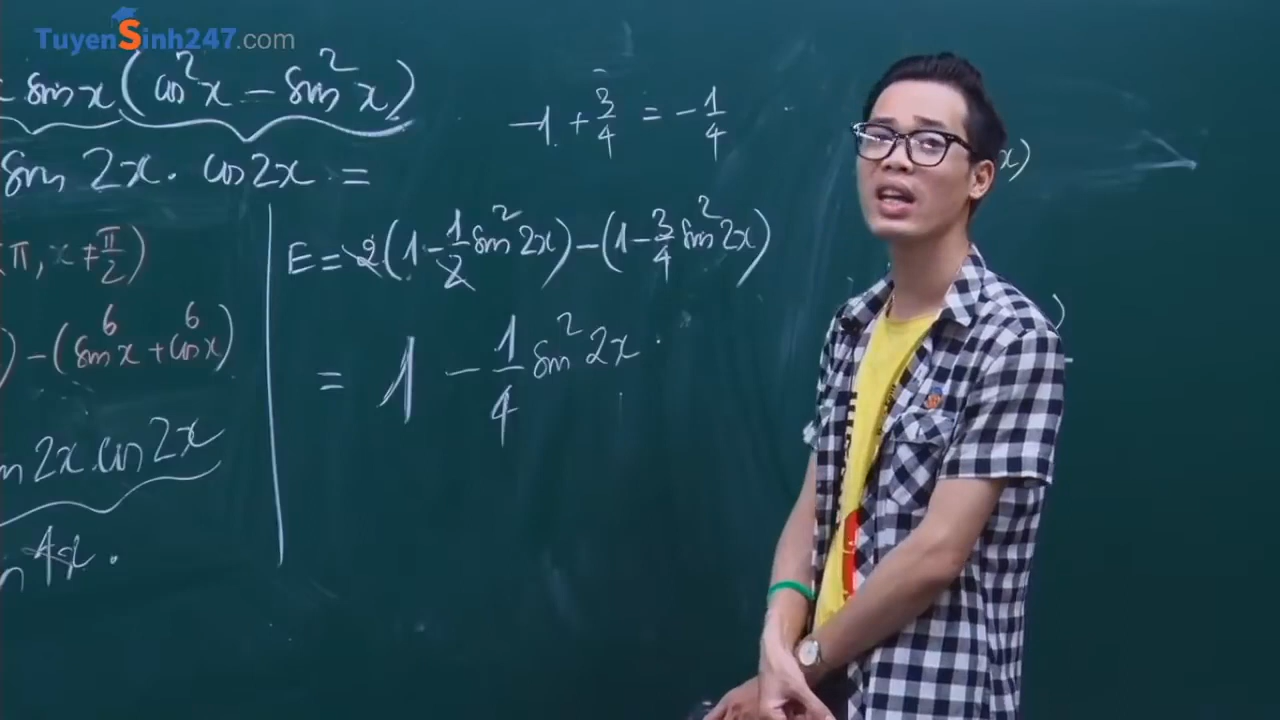 TuyenSinh247.com
sin x (cos²x − sin²x)
sin 2x . cos 2x =
π, x ≠ π/2)
) − (sin⁶x + cos⁶x)
n 2x . cos 2x
n 4x .
−1 + 3/4 = −1/4
E = 2(1 − 1/2 sin²2x) − (1 − 3/4 sin²2x)
= 1 − 1/4 sin²2x .
x)
)